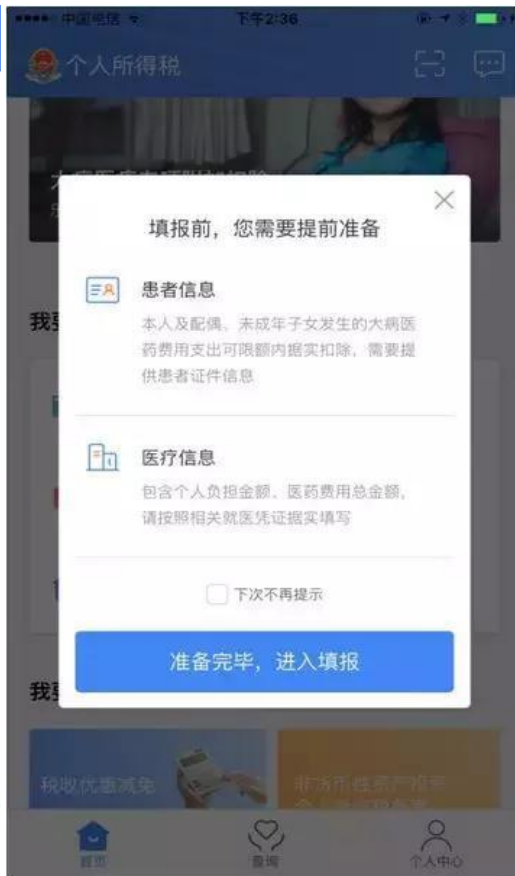 中国电信
下午2:36
个人所得税
填报前，您需要提前准备
患者信息
本人及配偶、未成年子女发生的大病医
药费用支出可限额内据实扣除，需要提
供患者证件信息
医疗信息
包含个人负担金额、医药费用总金额，
请按照相关就医凭证据实填写
下次不再提示
准备完毕，进入填报
税收优惠减免
首页
查询
个人中心